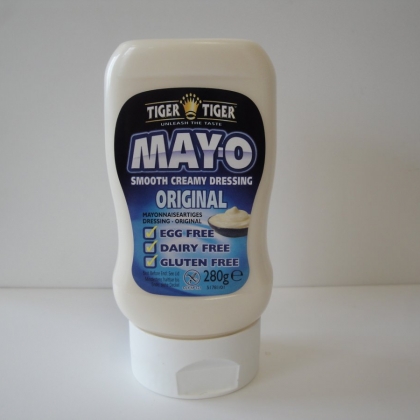 TIGER TIGER
UNLEASH THE TASTE
MAY-O
SMOOTH CREAMY DRESSING
ORIGINAL
MAYONNAISEARTIGES
DRESSING - ORIGINAL
EGG FREE
DAIRY FREE
GLUTEN FREE
280g e